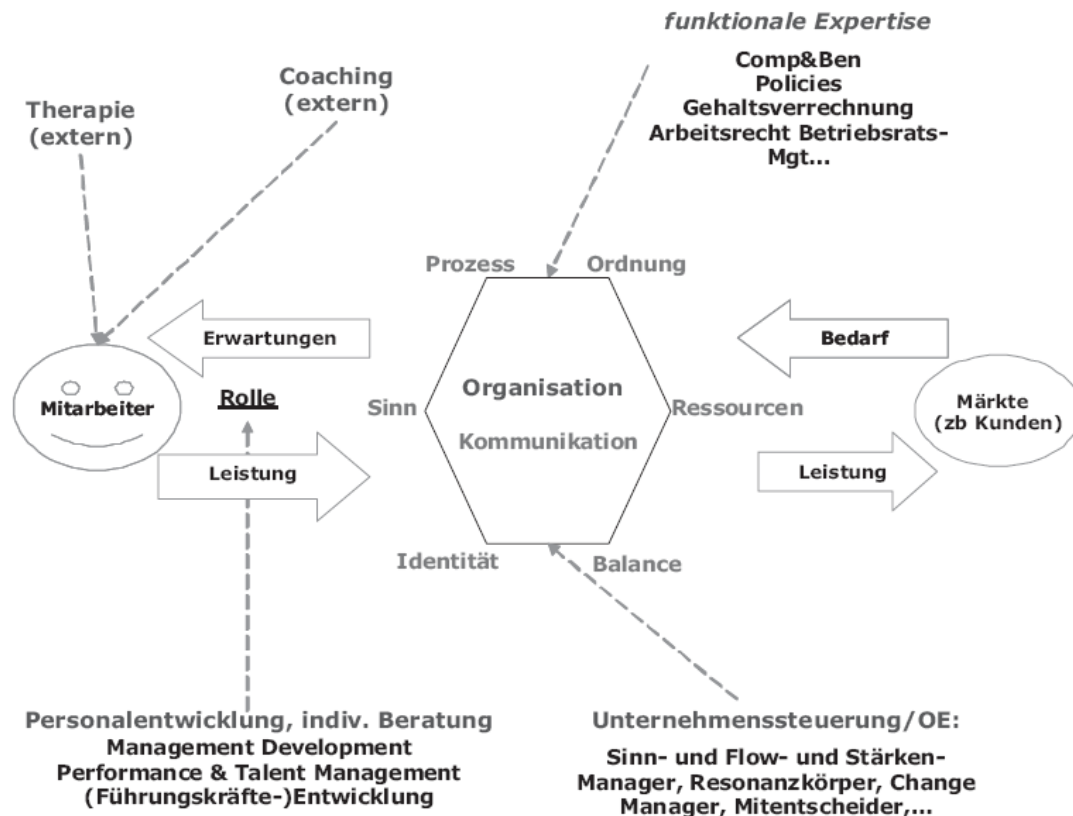 funktionale Expertise
Comp&Ben
Policies
Gehaltsverrechnung
Arbeitsrecht Betriebsrats-
Mgt...
Coaching
(extern)
Therapie
(extern)
Prozess
Ordnung
Erwartungen
Bedarf
Mitarbeiter
Rolle
Sinn
Organisation
Kommunikation
Ressourcen
Märkte
(zb Kunden)
Leistung
Leistung
Identität
Balance
Personalentwicklung, indiv. Beratung
Management Development
Performance & Talent Management
(Führungskräfte-)Entwicklung
Unternehmenssteuerung/OE:
Sinn- und Flow- und Stärken-
Manager, Resonanzkörper, Change
Manager, Mitentscheider,...